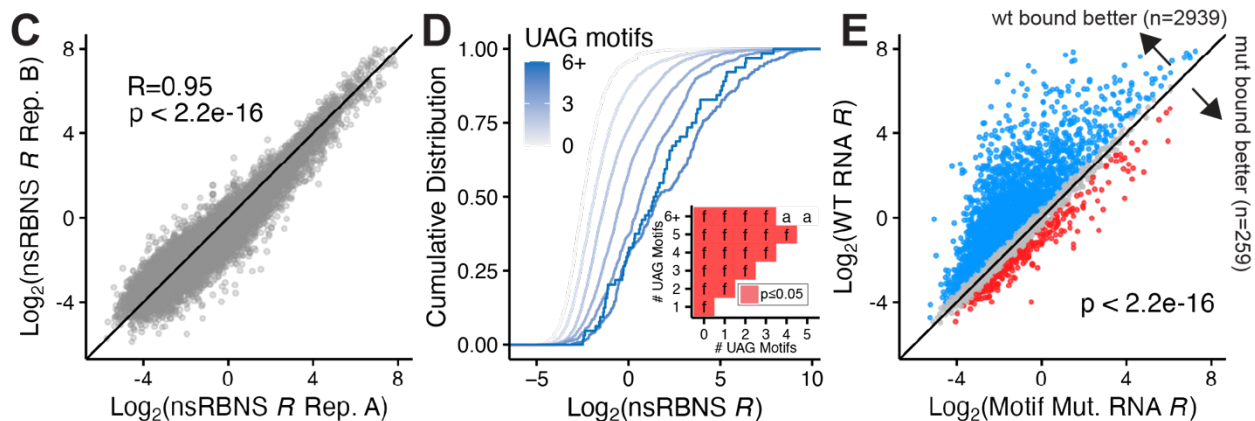 C
Log2(nsRBNS R Rep. B)
8
4
0
-4
R=0.95
p < 2.2e-16
-4 0 4 8
Log2(nsRBNS R Rep. A)
D
Cumulative Distribution
1.00
0.75
0.50
0.25
0.00
UAG motifs
6+
3
0
-5 0 5 10
Log2(nsRBNS R)
# UAG Motifs
6+ f f f f a a
5 f f f f f
4 f f f f
3 f f f
2 f f
1 f
p≤0.05
0 1 2 3 4 5
# UAG Motifs
E
wt bound better (n=2939)
mut bound better (n=259)
Log2(WT RNA R)
8
4
0
-4
p < 2.2e-16
-4 0 4 8
Log2(Motif Mut. RNA R)